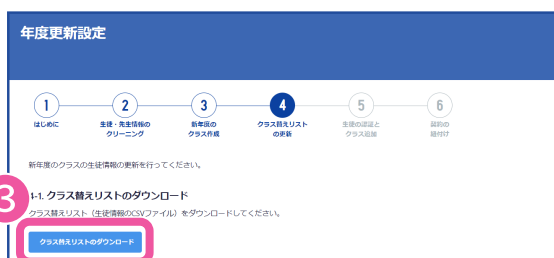 年度更新設定
1 2 3 4 5 6
はじめに
生徒・先生情報の
クリーニング
新年度の
クラス作成
クラス替えリスト
の更新
生徒の認証と
クラス追加
契約の
紐付け
新年度のクラスの生徒情報の更新を行ってください。
3
4-1. クラス替えリストのダウンロード
クラス替えリスト（生徒情報のCSVファイル）をダウンロードしてください。
クラス替えリストのダウンロード